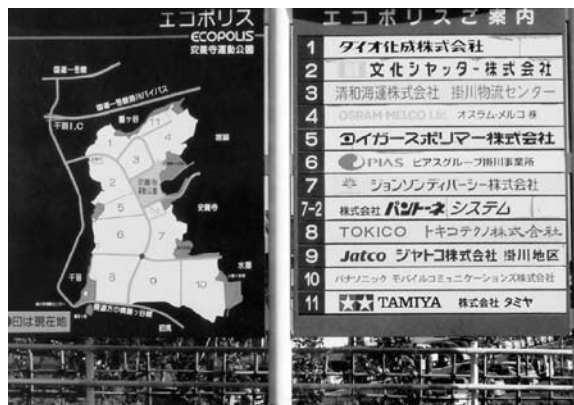 エコポリス
ECOPOLIS
安養寺運動公園
国道一号線
国道一号線掛川バイパス
千羽I.C
11
4
3
1
2
安養寺
運動公園
5
安養寺
6
7
千羽
9
8
10
印は現在地
エコポリスご案内
1 タイオ化成株式会社
2 文化シヤッター株式会社
3 清和海運株式会社 掛川物流センター
4 OSRAM-MELCO Ltd. オスラム・メルコ㈱
5 タイガースポリマー株式会社
6 PIAS ピアスグループ掛川事業所
7 ジョンソンディバーシー株式会社
7-2 株式会社 パントーネ システム
8 TOKICO トキコテクノ株式会社
9 Jatco ジヤトコ株式会社 掛川地区
10 パナソニック モバイルコミュニケーションズ株式会社
11 TAMIYA 株式会社 タミヤ